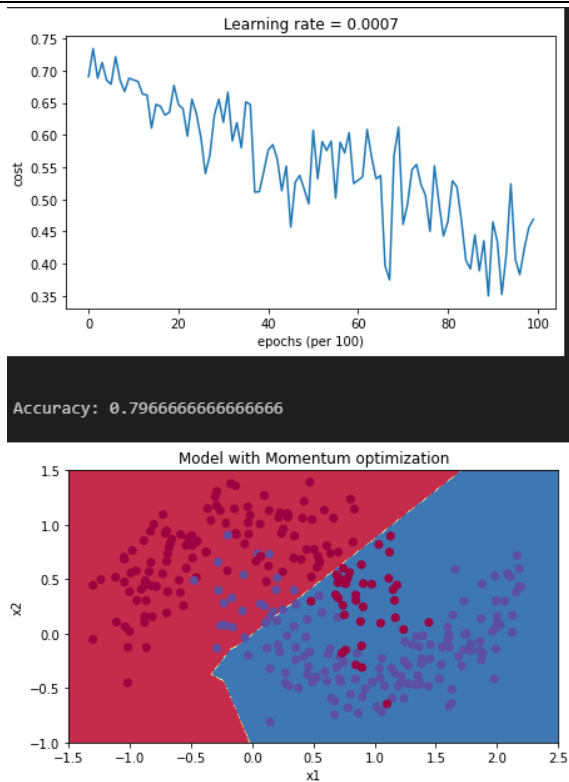 Learning rate = 0.0007
0.75
0.70
0.65
0.60
0.55
0.50
0.45
0.40
0.35
cost
0 20 40 60 80 100
epochs (per 100)
Accuracy: 0.7966666666666666
Model with Momentum optimization
1.5
1.0
0.5
0.0
−0.5
−1.0
x2
−1.5 −1.0 −0.5 0.0 0.5 1.0 1.5 2.0 2.5
x1